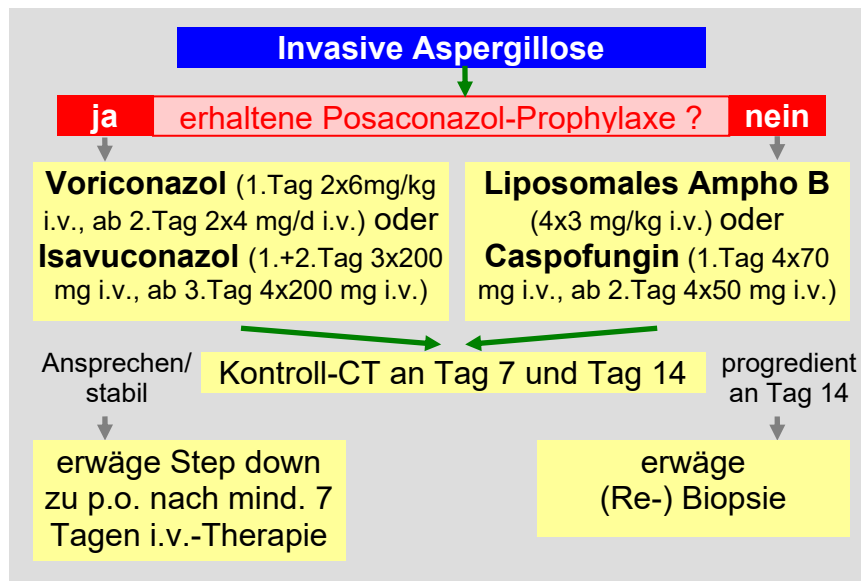 Invasive Aspergillose
ja
erhaltene Posaconazol-Prophylaxe ?
nein
Voriconazol (1.Tag 2x6mg/kg
i.v., ab 2.Tag 2x4 mg/d i.v.) oder
Isavuconazol (1.+2.Tag 3x200
mg i.v., ab 3.Tag 4x200 mg i.v.)
Liposomales Ampho B
(4x3 mg/kg i.v.) oder
Caspofungin (1.Tag 4x70
mg i.v., ab 2.Tag 4x50 mg i.v.)
Kontroll-CT an Tag 7 und Tag 14
Ansprechen/
stabil
progredient
an Tag 14
erwäge Step down
zu p.o. nach mind. 7
Tagen i.v.-Therapie
erwäge
(Re-) Biopsie